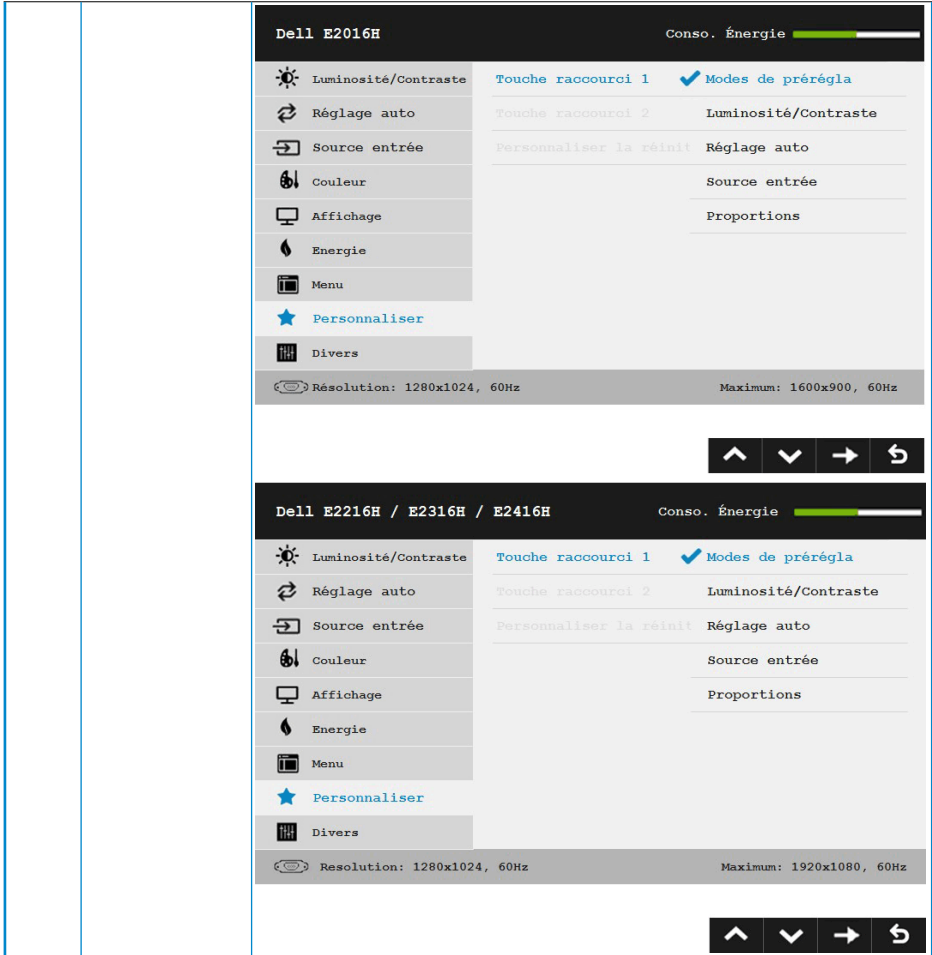 Dell E2016H Conso. Énergie
Luminosité/Contraste Touche raccourci 1 Modes de prérégla
Réglage auto Touche raccourci 2 Luminosité/Contraste
Source entrée Personnaliser la réinit Réglage auto
Couleur Source entrée
Affichage Proportions
Energie
Menu
Personnaliser
Divers
Résolution: 1280x1024, 60Hz Maximum: 1600x900, 60Hz
Dell E2216H / E2316H / E2416H Conso. Énergie
Luminosité/Contraste Touche raccourci 1 Modes de prérégla
Réglage auto Touche raccourci 2 Luminosité/Contraste
Source entrée Personnaliser la réinit Réglage auto
Couleur Source entrée
Affichage Proportions
Energie
Menu
Personnaliser
Divers
Resolution: 1280x1024, 60Hz Maximum: 1920x1080, 60Hz